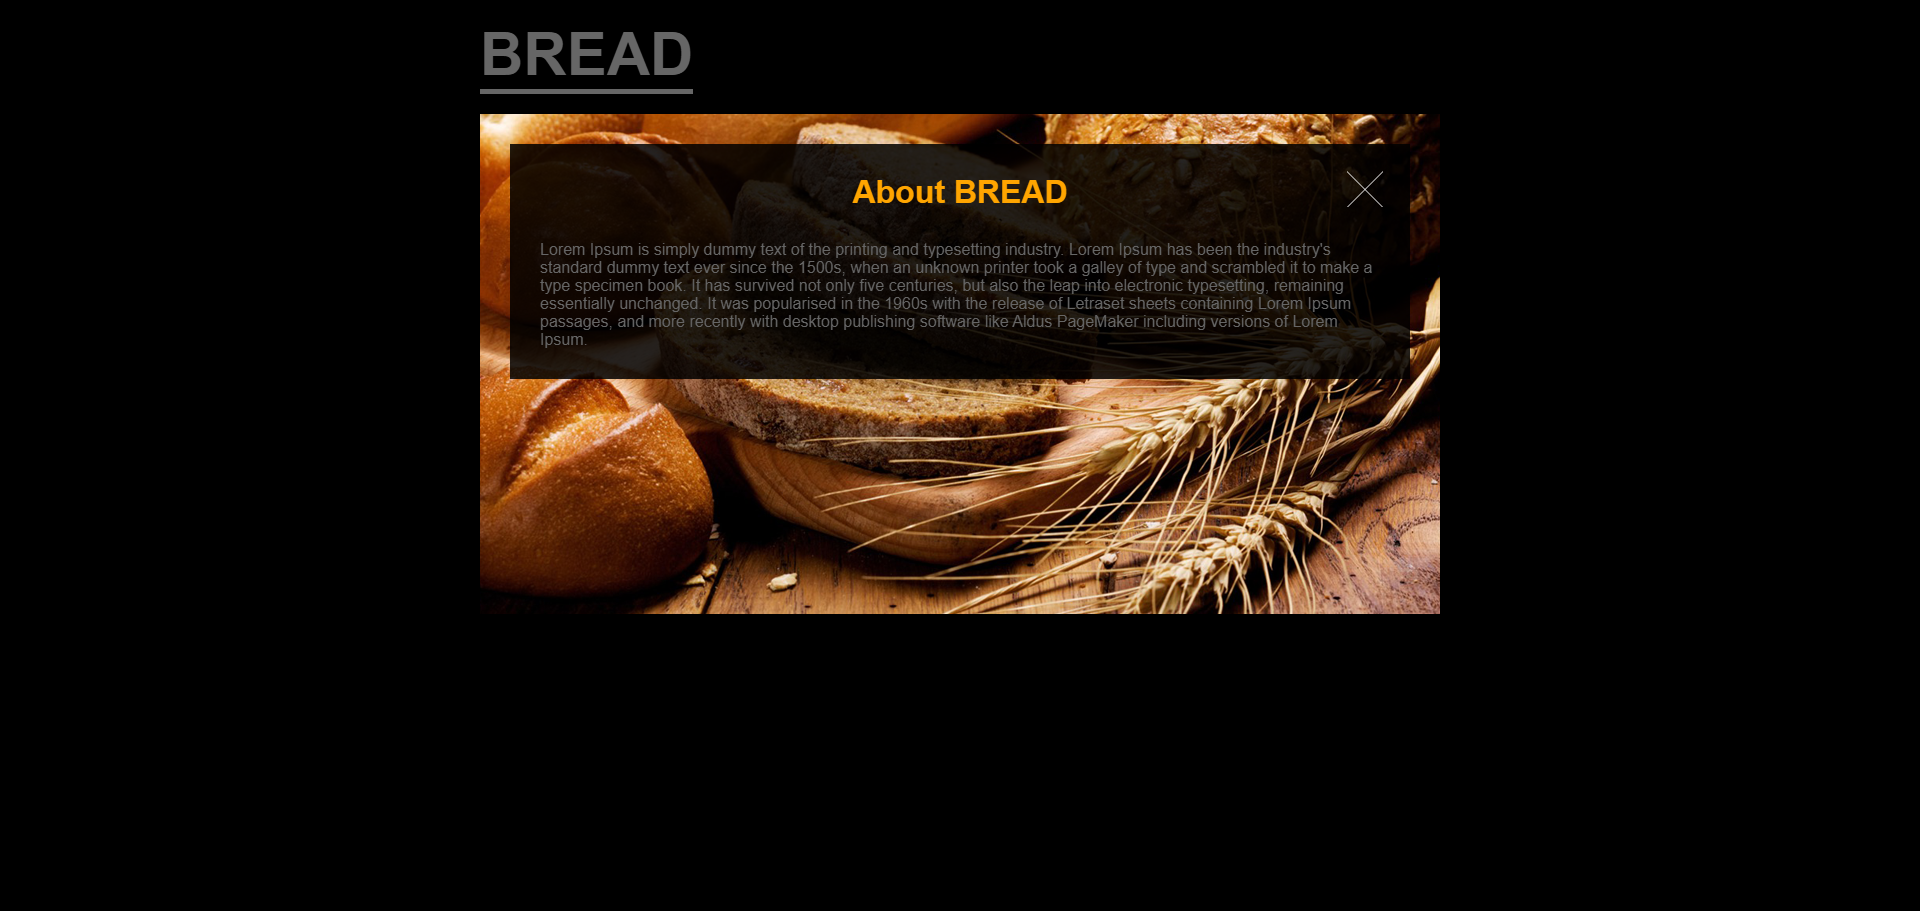 BREAD
About BREAD
Lorem Ipsum is simply dummy text of the printing and typesetting industry. Lorem Ipsum has been the industry's
standard dummy text ever since the 1500s, when an unknown printer took a galley of type and scrambled it to make a
type specimen book. It has survived not only five centuries, but also the leap into electronic typesetting, remaining
essentially unchanged. It was popularised in the 1960s with the release of Letraset sheets containing Lorem Ipsum
passages, and more recently with desktop publishing software like Aldus PageMaker including versions of Lorem
Ipsum.